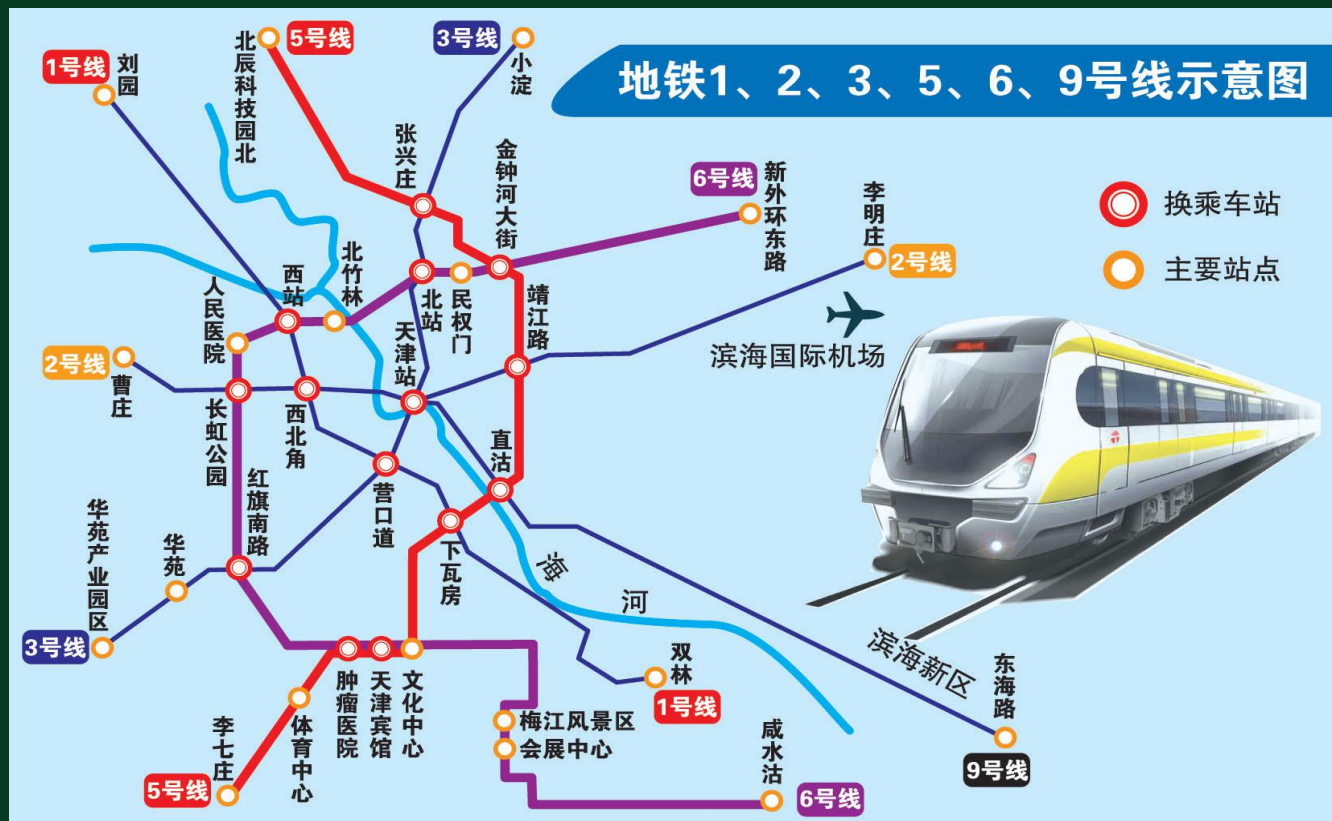 地铁1、2、3、5、6、9号线示意图
1号线
刘园
北辰科技园北
5号线
3号线
小淀
张兴庄
金钟河大街
6号线
新外环东路
李明庄
2号线
换乘车站
主要站点
人民医院
西站
北竹林
北站
民权门
靖江路
天津站
滨海国际机场
2号线
曹庄
长虹公园
西北角
营口道
直沽
红旗南路
下瓦房
华苑产业园区
华苑
3号线
海河
滨海新区
双林
1号线
东海路
9号线
肿瘤医院
天津宾馆
文化中心
梅江风景区
会展中心
体育中心
李七庄
5号线
咸水沽
6号线